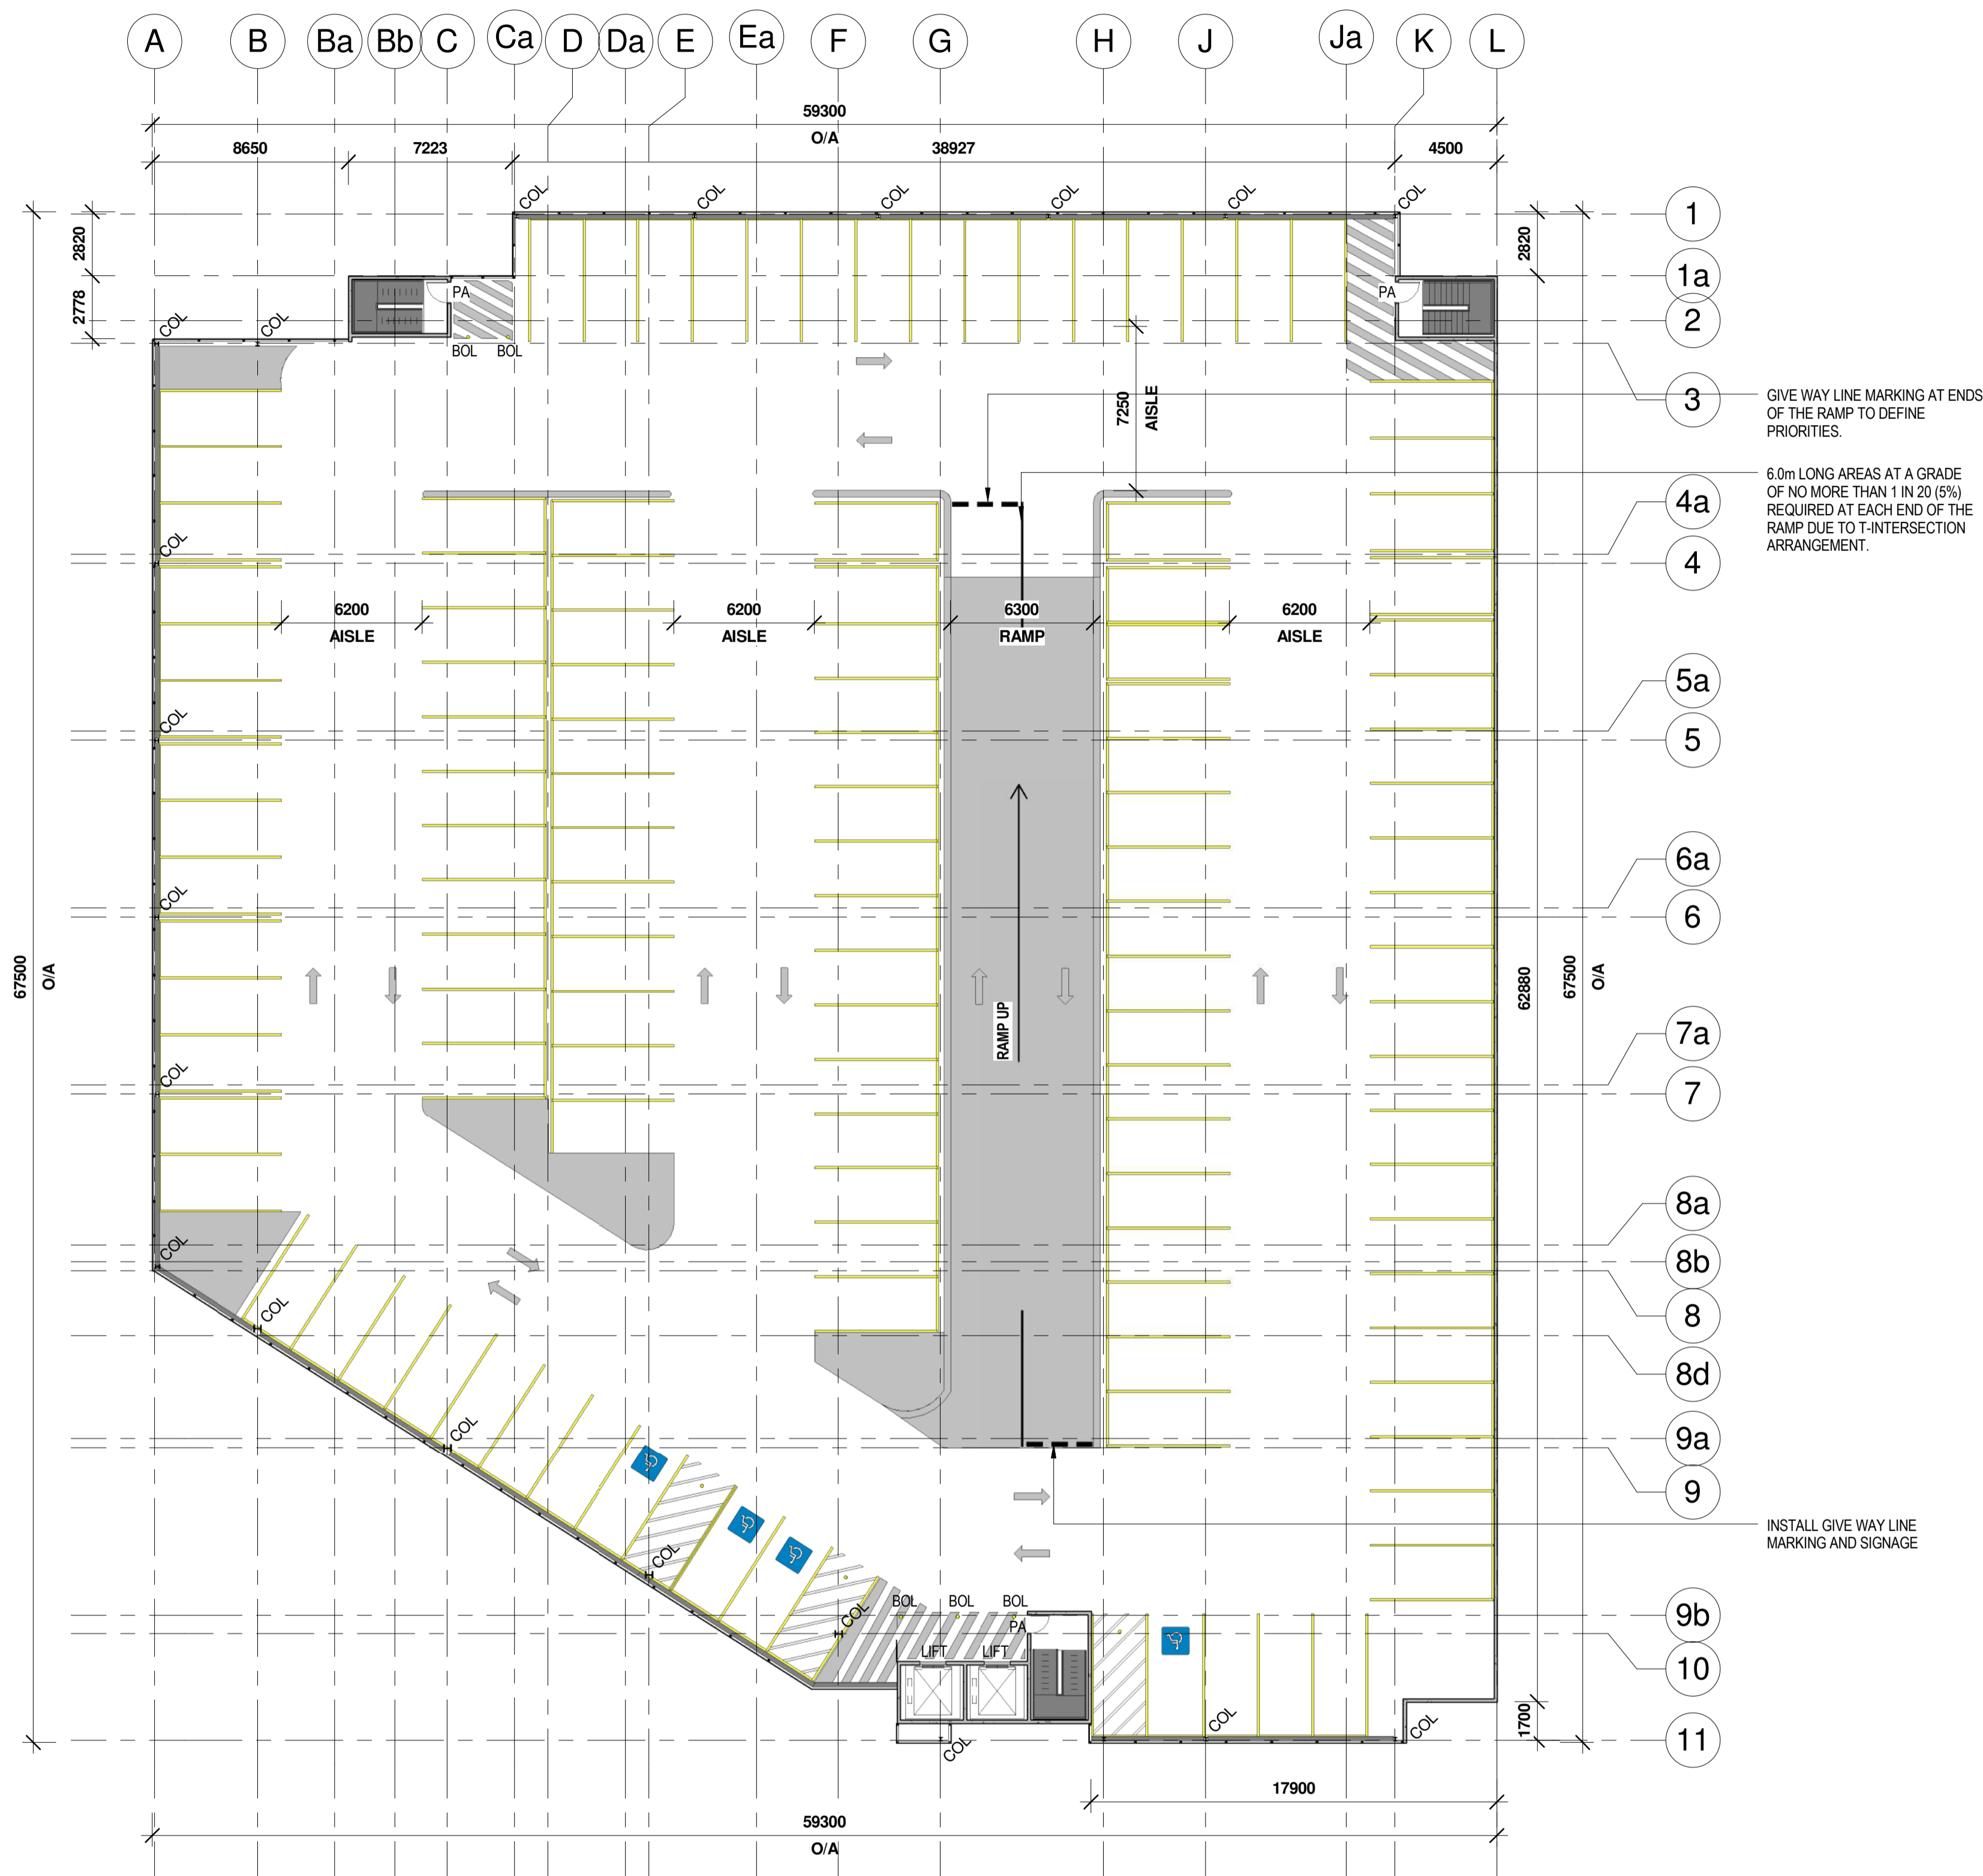 A B Ba Bb C Ca D Da E Ea F G H J Ja K L
59300
O/A
8650 7223 38927 4500
COL COL COL COL COL COL
1
2820 2820
1a
PA PA
2778
2
COL COL
BOL BOL
3
7250
AISLE
GIVE WAY LINE MARKING AT ENDS
OF THE RAMP TO DEFINE
PRIORITIES.
6.0m LONG AREAS AT A GRADE
OF NO MORE THAN 1 IN 20 (5%)
REQUIRED AT EACH END OF THE
RAMP DUE TO T-INTERSECTION
ARRANGEMENT.
4a
COL
4
6200 6200 6300 6200
AISLE AISLE RAMP AISLE
5a
COL
5
6a
COL
6
67500
O/A
RAMP UP
62880
67500
O/A
7a
COL
7
8a
COL
8b
COL
8
8d
COL
9a
9
INSTALL GIVE WAY LINE
MARKING AND SIGNAGE
COL
BOL BOL BOL
COL
PA
9b
LIFT LIFT
10
1700
COL COL
COL
11
17900
59300
O/A